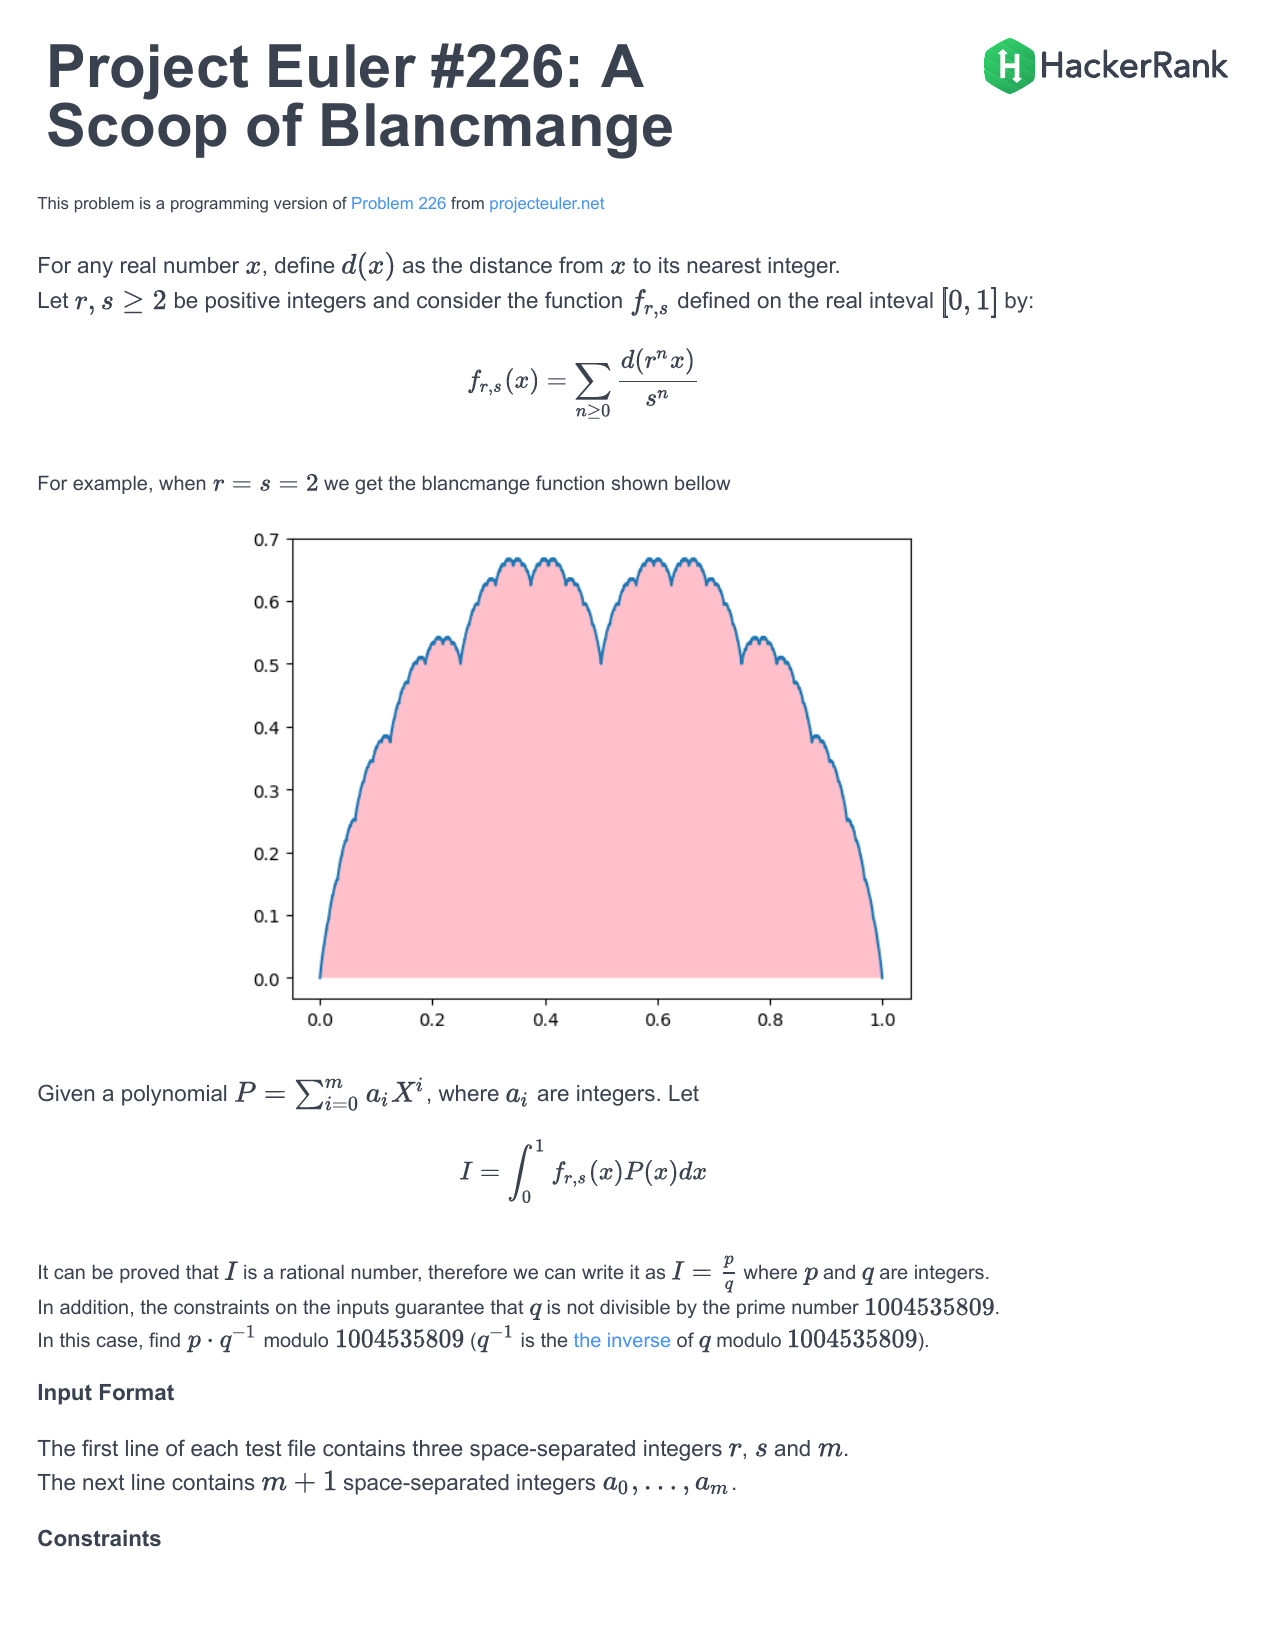 Project Euler #226: A
Scoop of Blancmange
HackerRank
This problem is a programming version of Problem 226 from projecteuler.net
For any real number x, define d(x) as the distance from x to its nearest integer.
Let r, s ≥ 2 be positive integers and consider the function f_{r,s} defined on the real inteval [0, 1] by:
f_{r,s}(x) = ∑_{n≥0} d(r^n x) / s^n
For example, when r = s = 2 we get the blancmange function shown bellow
0.7
0.6
0.5
0.4
0.3
0.2
0.1
0.0
0.0 0.2 0.4 0.6 0.8 1.0
Given a polynomial P = ∑_{i=0}^{m} a_i X^i, where a_i are integers. Let
I = ∫_0^1 f_{r,s}(x)P(x)dx
It can be proved that I is a rational number, therefore we can write it as I = p/q where p and q are integers.
In addition, the constraints on the inputs guarantee that q is not divisible by the prime number 1004535809.
In this case, find p · q^{-1} modulo 1004535809 (q^{-1} is the the inverse of q modulo 1004535809).
Input Format
The first line of each test file contains three space-separated integers r, s and m.
The next line contains m + 1 space-separated integers a_0, . . . , a_m.
Constraints